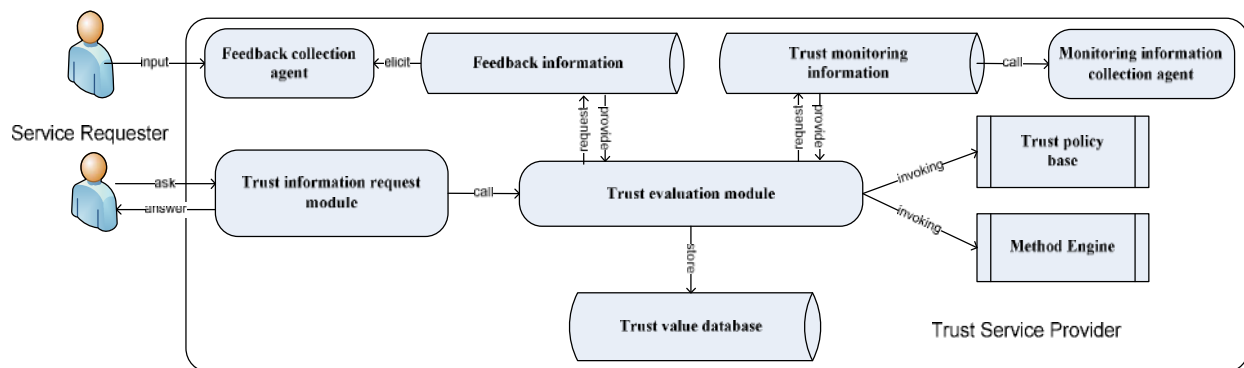 input
Feedback collection
agent
elicit
Feedback information
Trust monitoring
information
call
Monitoring information
collection agent
request
provide
request
provide
Service Requester
ask
answer
Trust information request
module
call
Trust evaluation module
invoking
Trust policy
base
invoking
Method Engine
store
Trust value database
Trust Service Provider